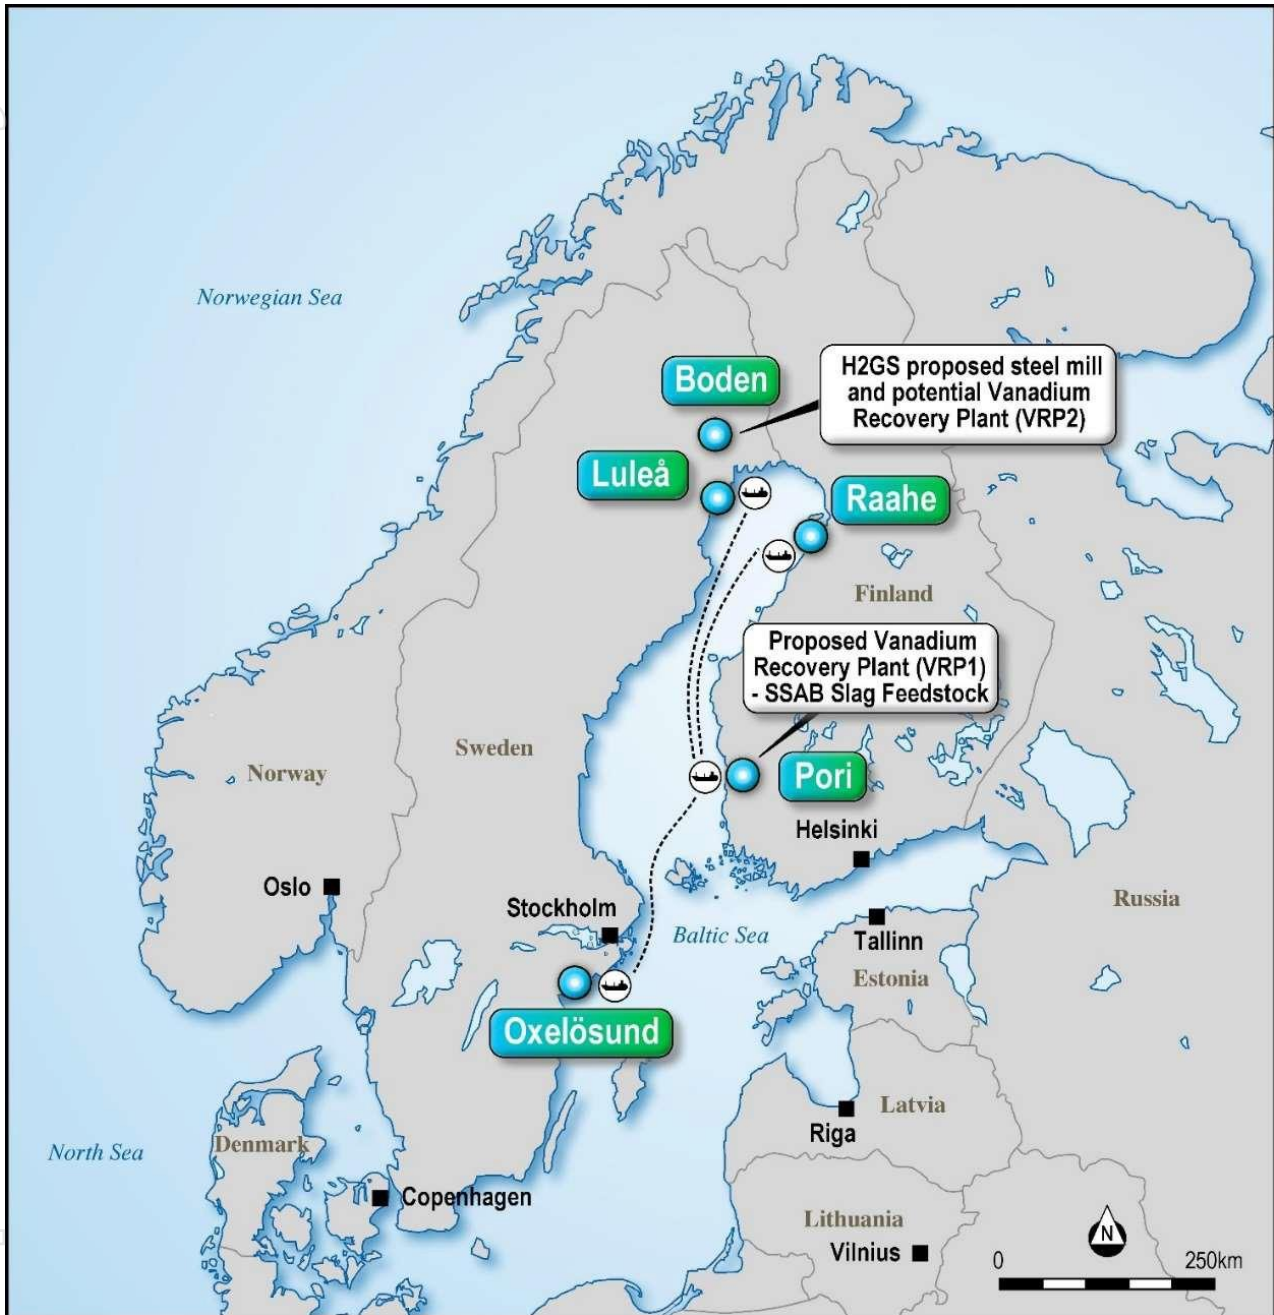 Norwegian Sea
Boden
H2GS proposed steel mill
and potential Vanadium
Recovery Plant (VRP2)
Luleå
Raahe
Finland
Proposed Vanadium
Recovery Plant (VRP1)
- SSAB Slag Feedstock
Sweden
Norway
Pori
Helsinki
Oslo
Stockholm
Baltic Sea
Russia
Tallinn
Estonia
Oxelösund
Latvia
Riga
North Sea
Denmark
Copenhagen
Lithuania
Vilnius
N
0 250km